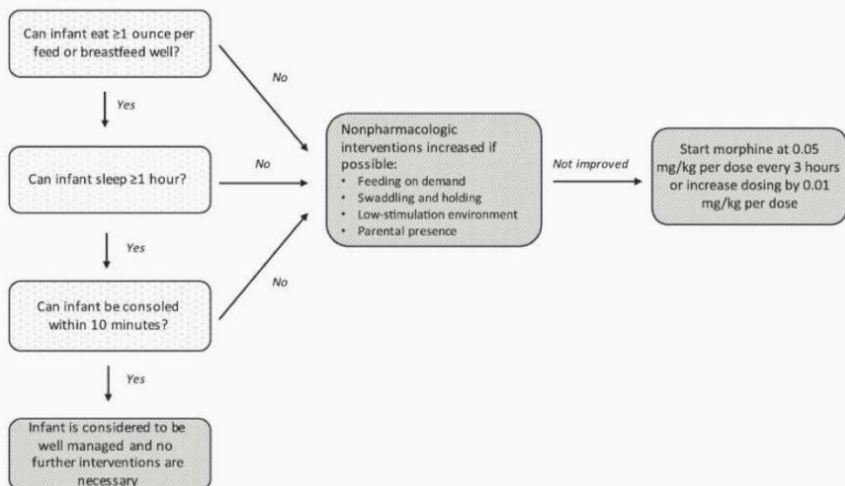 Can infant eat ≥1 ounce per
feed or breastfeed well?
No
Yes
Can infant sleep ≥1 hour?
No
Yes
Can infant be consoled
within 10 minutes?
No
Yes
Infant is considered to be
well managed and no
further interventions are
necessary
Nonpharmacologic
interventions increased if
possible:
• Feeding on demand
• Swaddling and holding
• Low-stimulation environment
• Parental presence
Not improved
Start morphine at 0.05
mg/kg per dose every 3 hours
or increase dosing by 0.01
mg/kg per dose